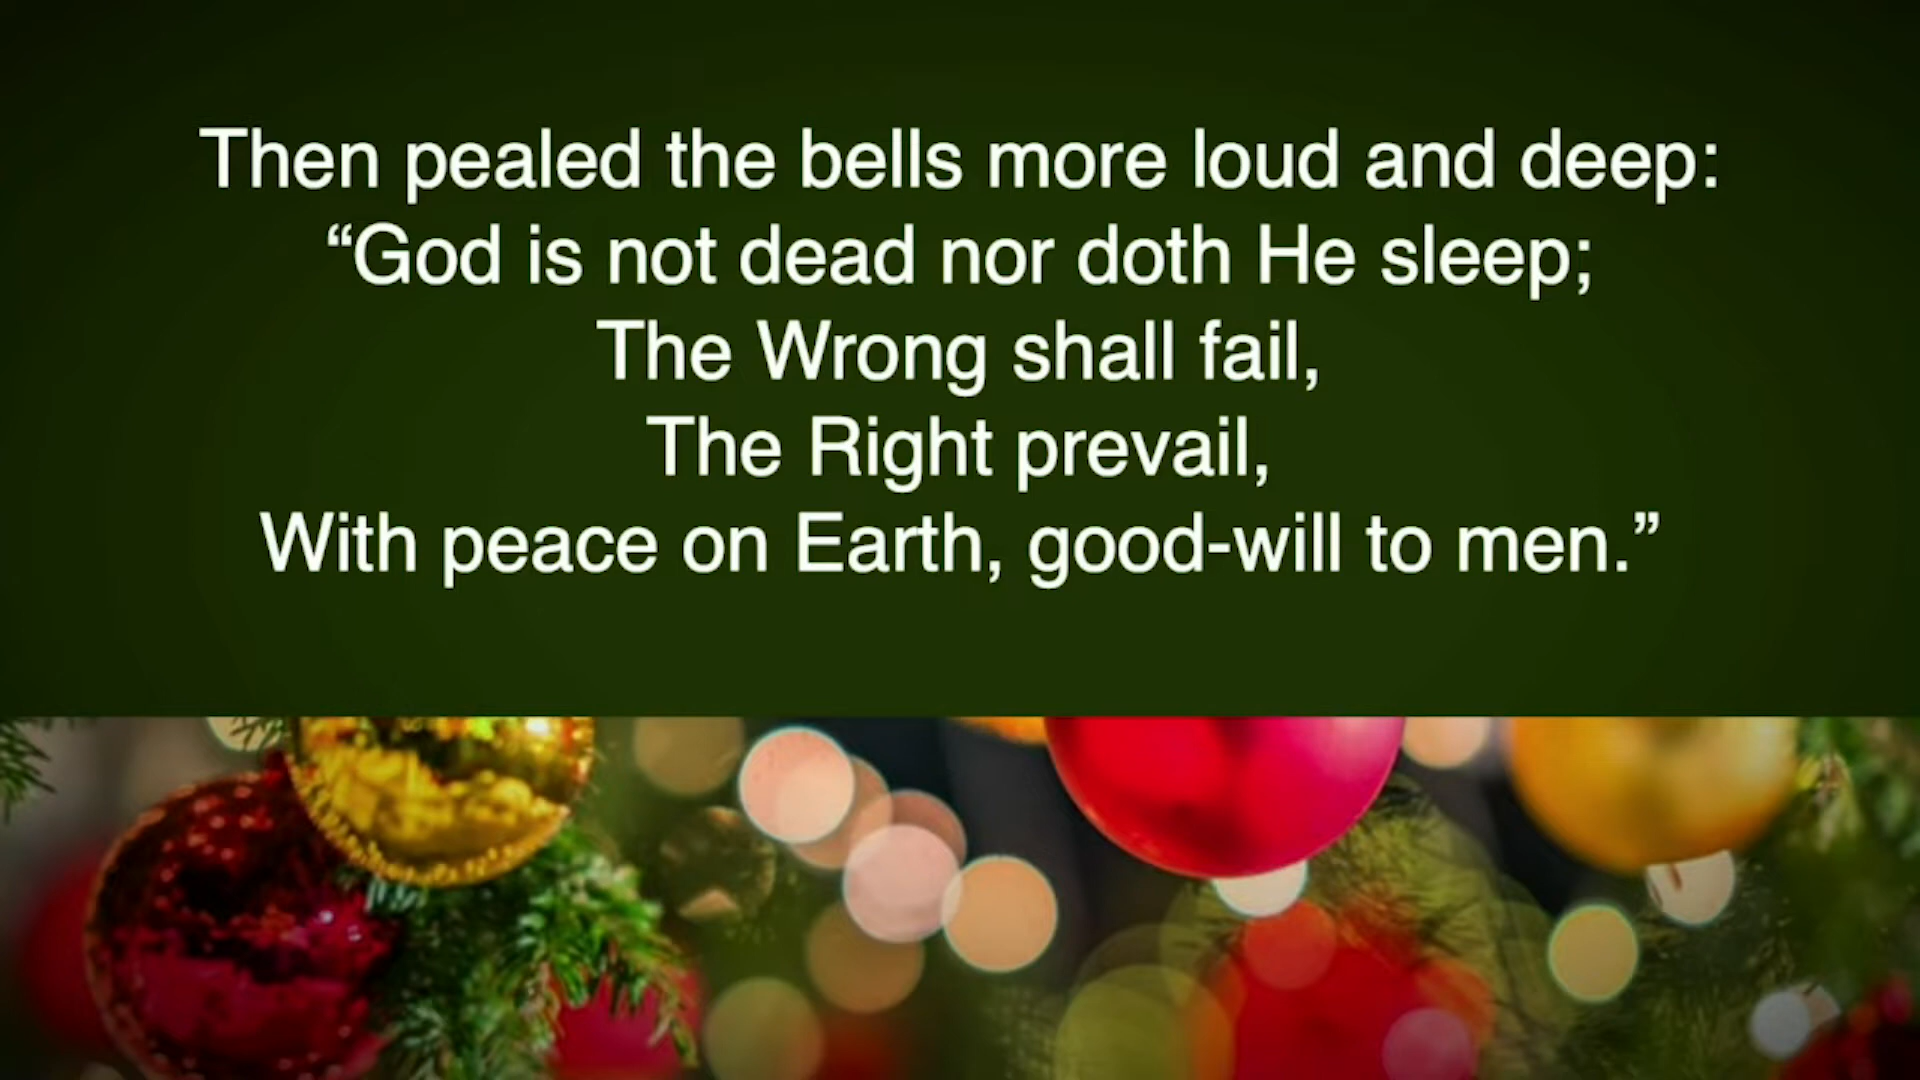 Then pealed the bells more loud and deep:
“God is not dead nor doth He sleep;
The Wrong shall fail,
The Right prevail,
With peace on Earth, good-will to men.”